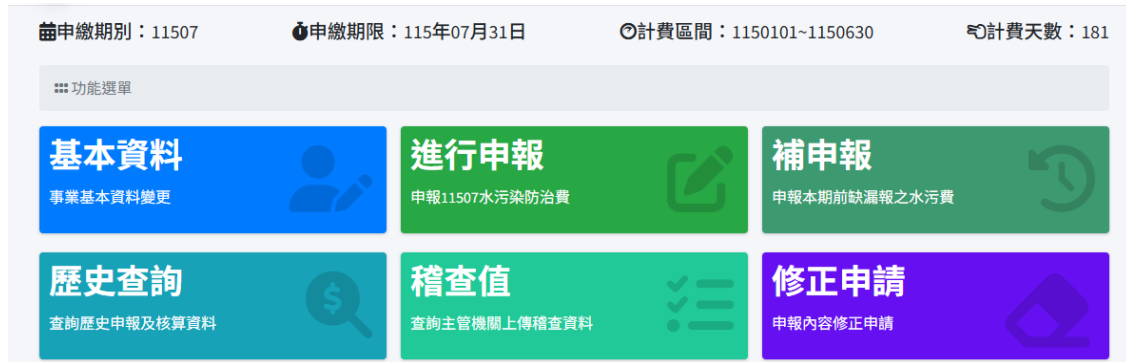 申繳期別：11507
申繳期限：115年07月31日
計費區間：1150101~1150630
計費天數：181
功能選單
基本資料
事業基本資料變更
進行申報
申報11507水污染防治費
補申報
申報本期前缺漏報之水污費
歷史查詢
查詢歷史申報及核算資料
稽查值
查詢主管機關上傳稽查資料
修正申請
申報內容修正申請